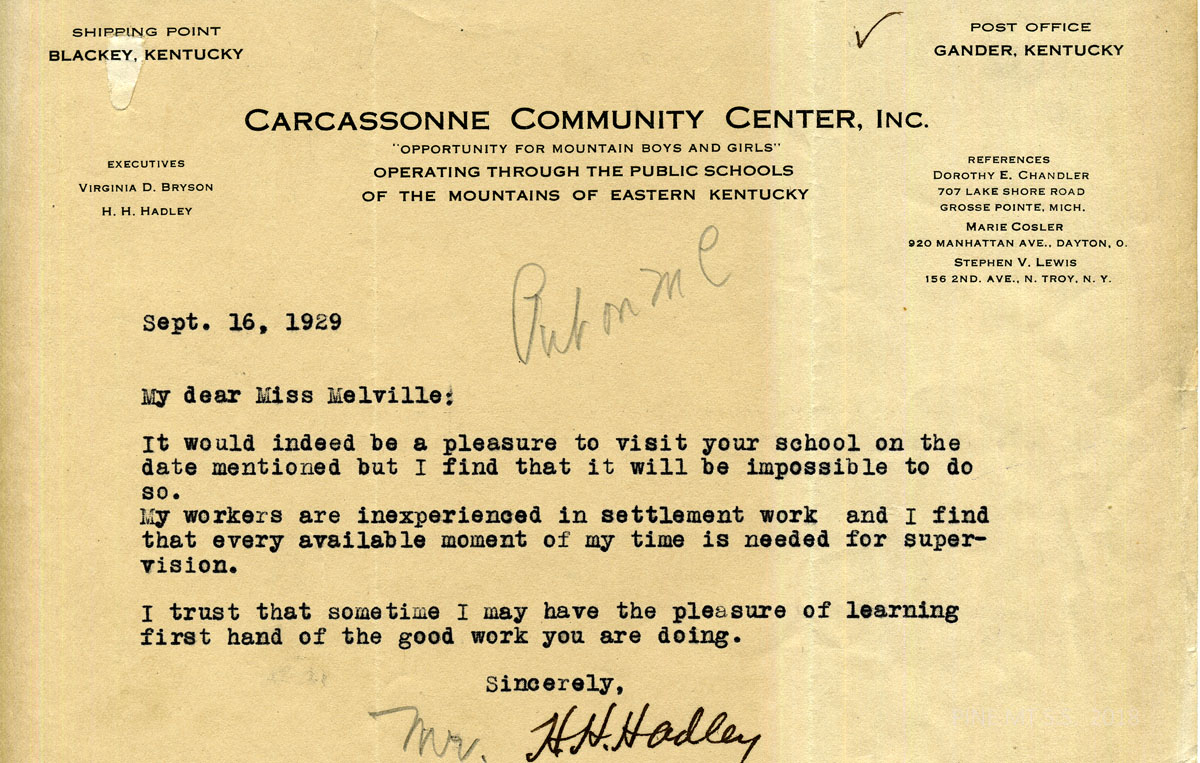 SHIPPING POINT
BLACKEY, KENTUCKY
POST OFFICE
GANDER, KENTUCKY
CARCASSONNE COMMUNITY CENTER, INC.
"OPPORTUNITY FOR MOUNTAIN BOYS AND GIRLS"
OPERATING THROUGH THE PUBLIC SCHOOLS
OF THE MOUNTAINS OF EASTERN KENTUCKY
EXECUTIVES
VIRGINIA D. BRYSON
H. H. HADLEY
REFERENCES
DOROTHY E. CHANDLER
707 LAKE SHORE ROAD
GROSSE POINTE, MICH.
MARIE COSLER
920 MANHATTAN AVE., DAYTON, O.
STEPHEN V. LEWIS
156 2ND. AVE., N. TROY, N. Y.
Put on m l
Sept. 16, 1929
My dear Miss Melville:
It would indeed be a pleasure to visit your school on the
date mentioned but I find that it will be impossible to do
so.
My workers are inexperienced in settlement work and I find
that every available moment of my time is needed for super-
vision.
I trust that sometime I may have the pleasure of learning
first hand of the good work you are doing.
Sincerely,
Mr. H.H. Hadley